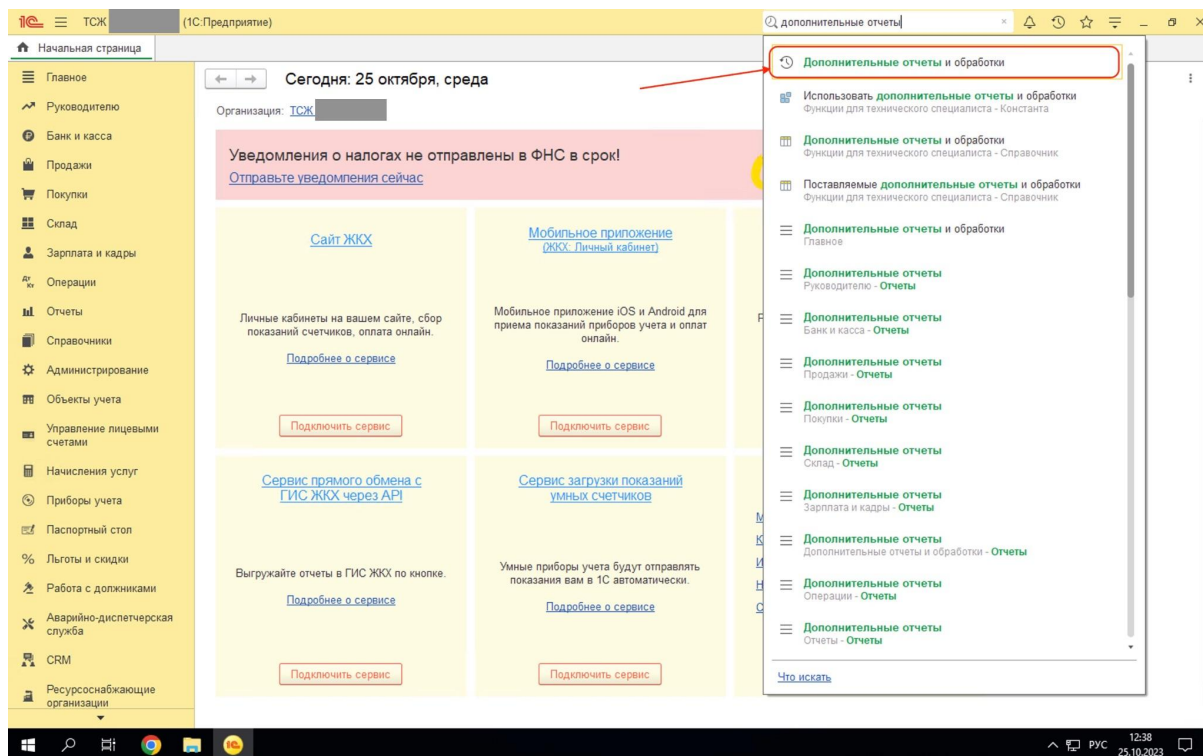 1С ТСЖ (1С:Предприятие)
дополнительные отчеты
Начальная страница
Главное
Руководителю
Банк и касса
Продажи
Покупки
Склад
Зарплата и кадры
Дт Кт Операции
Отчеты
Справочники
Администрирование
Объекты учета
Управление лицевыми
счетами
Начисления услуг
Приборы учета
Паспортный стол
% Льготы и скидки
Работа с должниками
Аварийно-диспетчерская
служба
CRM
Ресурсоснабжающие
организации
Сегодня: 25 октября, среда
Организация: ТСЖ
Уведомления о налогах не отправлены в ФНС в срок!
Отправьте уведомления сейчас
Сайт ЖКХ
Личные кабинеты на вашем сайте, сбор
показаний счетчиков, оплата онлайн.
Подробнее о сервисе
Подключить сервис
Мобильное приложение
(ЖКХ: Личный кабинет)
Мобильное приложение iOS и Android для
приема показаний приборов учета и оплат
онлайн.
Подробнее о сервисе
Подключить сервис
Сервис прямого обмена с
ГИС ЖКХ через API
Выгружайте отчеты в ГИС ЖКХ по кнопке.
Подробнее о сервисе
Подключить сервис
Сервис загрузки показаний
умных счетчиков
Умные приборы учета будут отправлять
показания вам в 1С автоматически.
Подробнее о сервисе
Подключить сервис
Дополнительные отчеты и обработки
Использовать дополнительные отчеты и обработки
Функции для технического специалиста - Константа
Дополнительные отчеты и обработки
Функции для технического специалиста - Справочник
Поставляемые дополнительные отчеты и обработки
Функции для технического специалиста - Справочник
Дополнительные отчеты и обработки
Главное
Дополнительные отчеты
Руководителю - Отчеты
Дополнительные отчеты
Банк и касса - Отчеты
Дополнительные отчеты
Продажи - Отчеты
Дополнительные отчеты
Покупки - Отчеты
Дополнительные отчеты
Склад - Отчеты
Дополнительные отчеты
Зарплата и кадры - Отчеты
Дополнительные отчеты
Дополнительные отчеты и обработки - Отчеты
Дополнительные отчеты
Операции - Отчеты
Дополнительные отчеты
Отчеты - Отчеты
Что искать
1С
РУС
12:38
25.10.2023